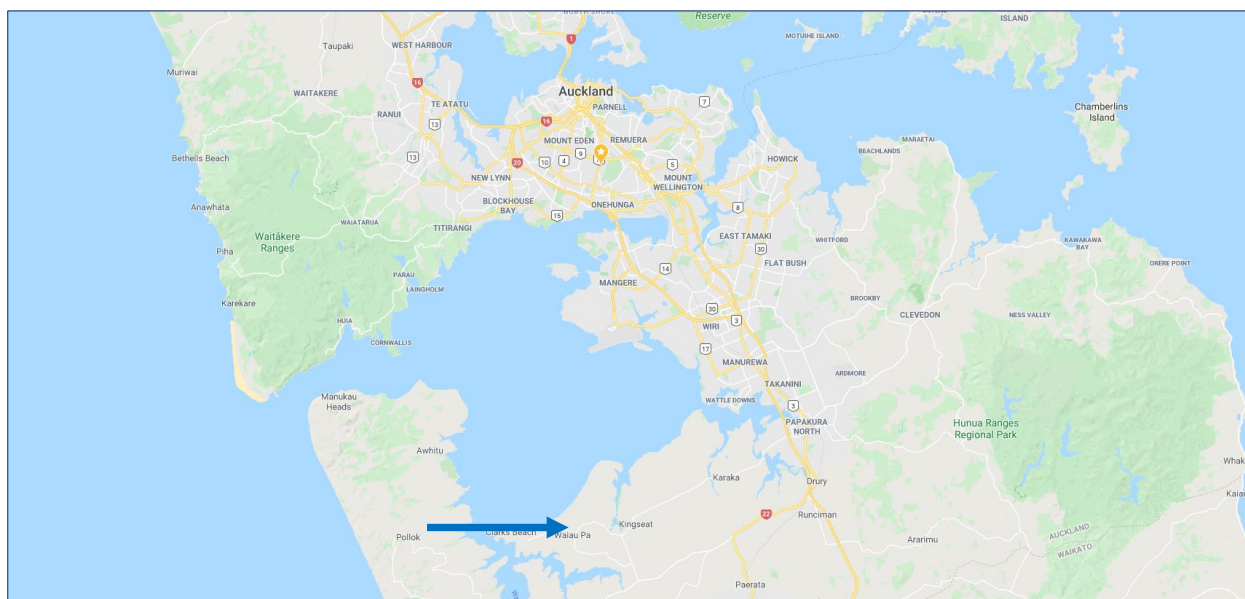 NORTH SHORE
Reserve
ISLAND
MOTUIHE ISLAND
Taupaki
WEST HARBOUR
1
Muriwai
16
WAITAKERE
Auckland
TE ATATU
PARNELL
7
Chamberlins
Island
RANUI
13
13
16
MOUNT EDEN
REMUERA
MARAETAI
BEACHLANDS
Bethells Beach
13
20
10
4
9
5
HOWICK
NEW LYNN
MOUNT
WELLINGTON
Anawhata
BLOCKHOUSE
BAY
ONEHUNGA
8
15
WAIATARUA
TITIRANGI
Waitākere
Ranges
EAST TAMAKI
WHITFORD
KAWAKAWA
BAY
Piha
30
FLAT BUSH
ORERE POINT
PARAU
14
LAINGHOLM
MANGERE
BROOKBY
Karekare
30
CLEVEDON
NESS VALLEY
HUIA
WIRI
3
CORNWALLIS
17
MANUREWA
ARDMORE
TAKANINI
Manukau
Heads
WATTLE DOWNS
3
PAPAKURA
NORTH
Hunua Ranges
Regional Park
Awhitu
Whak
Karaka
Drury
Kaiau
22
Runciman
Kingseat
Clarks Beach
Waiau Pa
Pollok
AUCKLAND
WAIKATO
Ararimu
Paerata